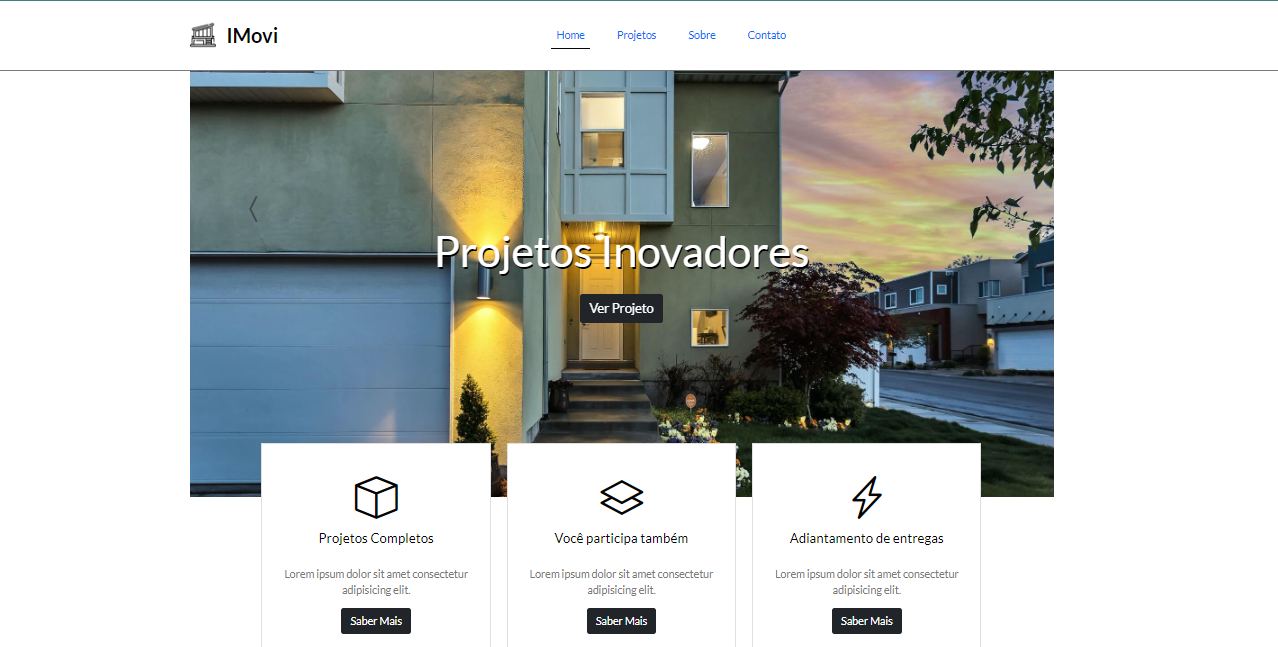 IMovi
Home
Projetos
Sobre
Contato
Projetos Inovadores
Ver Projeto
Projetos Completos
Lorem ipsum dolor sit amet consectetur
adipisicing elit.
Saber Mais
Você participa também
Lorem ipsum dolor sit amet consectetur
adipisicing elit.
Saber Mais
Adiantamento de entregas
Lorem ipsum dolor sit amet consectetur
adipisicing elit.
Saber Mais